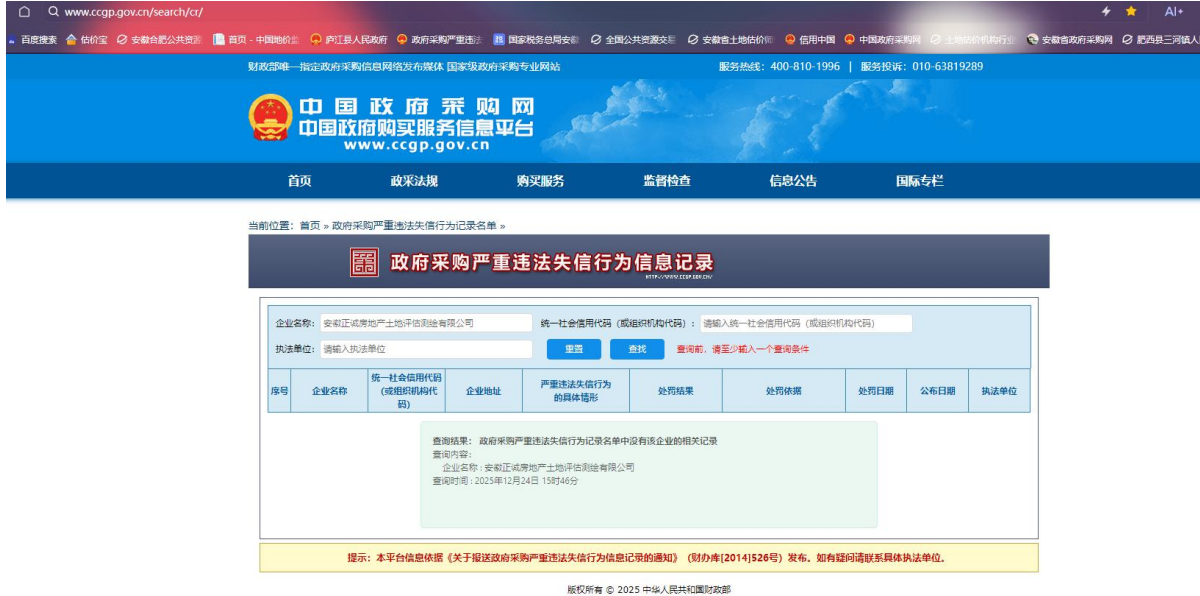 www.ccgp.gov.cn/search/cr/
AI+
百度搜索 估价宝 安徽合肥公共资源 首页 - 中国地价监 庐江县人民政府 政府采购严重违法 国家税务总局安徽 全国公共资源交易 安徽省土地估价师 信用中国 中国政府采购网 土地估价机构行业 安徽省政府采购网 肥西县三河镇人
财政部唯一指定政府采购信息网络发布媒体 国家级政府采购专业网站 服务热线：400-810-1996 | 服务投诉：010-63819289
中国政府采购网
中国政府购买服务信息平台
www.ccgp.gov.cn
首页 政采法规 购买服务 监督检查 信息公告 国际专栏
当前位置：首页 » 政府采购严重违法失信行为记录名单 »
政府采购严重违法失信行为信息记录
HTTP://WWW.CCGP.GOV.CN/
企业名称：安徽正诚房地产土地评估测绘有限公司 统一社会信用代码（或组织机构代码）：请输入统一社会信用代码（或组织机构代码）
执法单位：请输入执法单位 重置 查找 查询前，请至少输入一个查询条件
序号 企业名称 统一社会信用代码（或组织机构代码） 企业地址 严重违法失信行为的具体情形 处罚结果 处罚依据 处罚日期 公布日期 执法单位
查询结果： 政府采购严重违法失信行为记录名单中没有该企业的相关记录
查询内容：
企业名称 : 安徽正诚房地产土地评估测绘有限公司
查询时间 : 2025年12月24日 15时46分
提示：本平台信息依据《关于报送政府采购严重违法失信行为信息记录的通知》（财办库[2014]526号）发布。如有疑问请联系具体执法单位。
版权所有 © 2025 中华人民共和国财政部